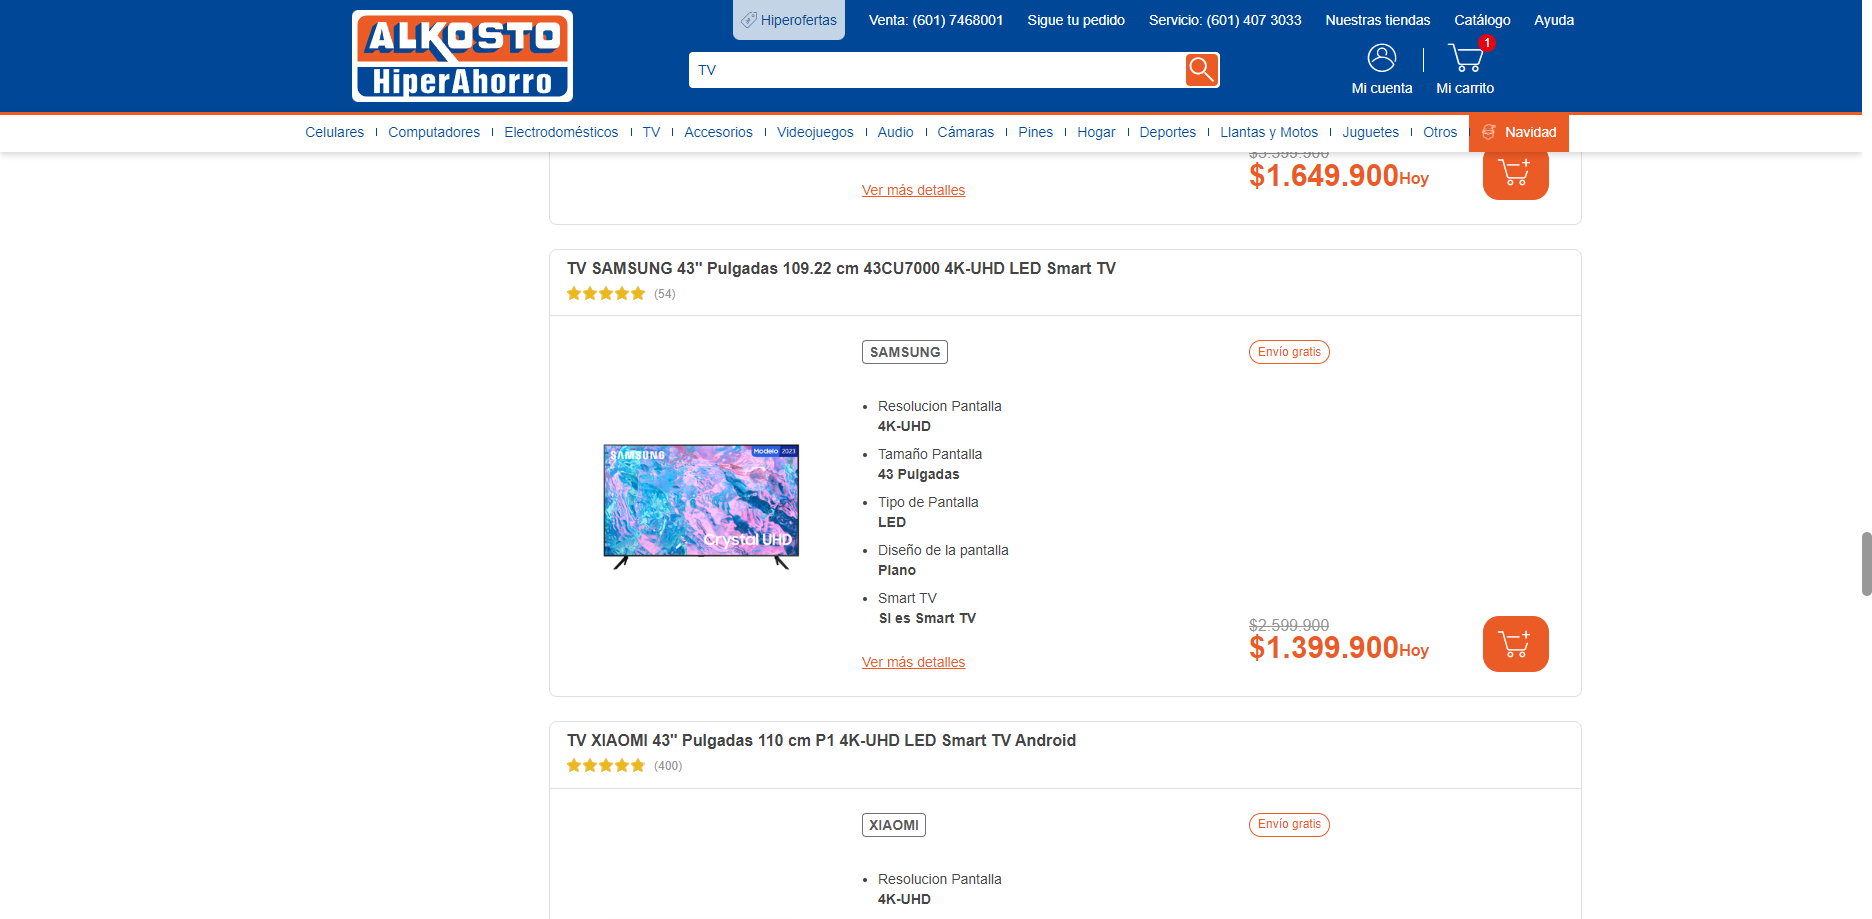 Hiperofertas
Venta: (601) 7468001
Sigue tu pedido
Servicio: (601) 407 3033
Nuestras tiendas
Catálogo
Ayuda
ALKOSTO
HiperAhorro
TV
1
Mi cuenta
Mi carrito
Celulares
Computadores
Electrodomésticos
TV
Accesorios
Videojuegos
Audio
Cámaras
Pines
Hogar
Deportes
Llantas y Motos
Juguetes
Otros
Navidad
$1.649.900 Hoy
Ver más detalles
TV SAMSUNG 43" Pulgadas 109.22 cm 43CU7000 4K-UHD LED Smart TV
(54)
SAMSUNG
Envío gratis
Resolucion Pantalla
4K-UHD
Tamaño Pantalla
43 Pulgadas
Tipo de Pantalla
LED
Diseño de la pantalla
Plano
Smart TV
Si es Smart TV
SAMSUNG
Modelo 2023
Crystal UHD
$2.599.900
$1.399.900 Hoy
Ver más detalles
TV XIAOMI 43" Pulgadas 110 cm P1 4K-UHD LED Smart TV Android
(400)
XIAOMI
Envío gratis
Resolucion Pantalla
4K-UHD